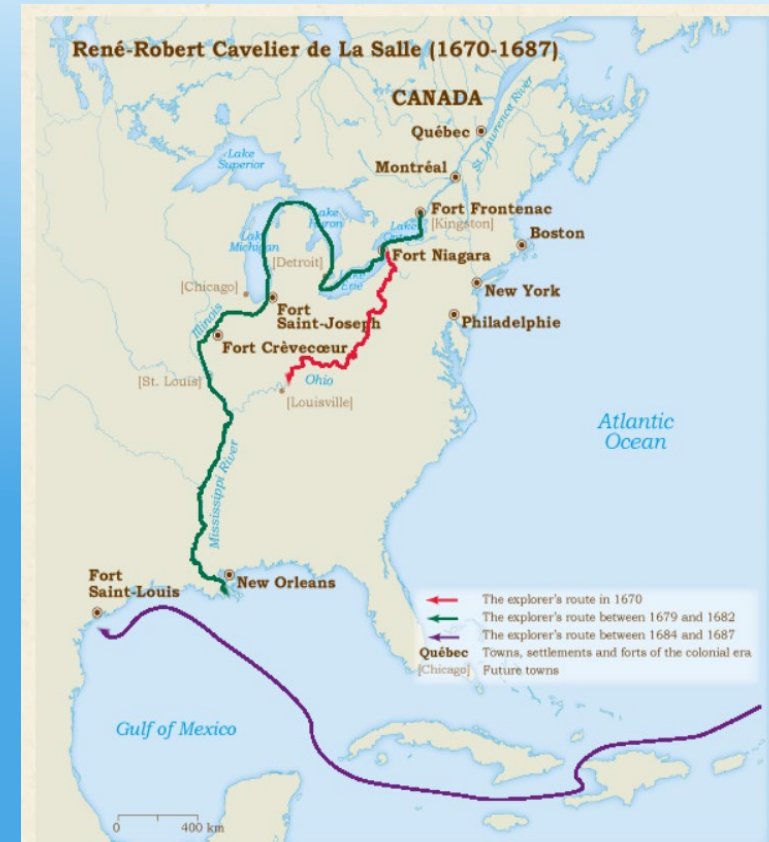 René-Robert Cavelier de La Salle (1670-1687)
CANADA
Québec
St. Lawrence River
Lake
Superior
Montréal
Lake
Huron
Fort Frontenac
[Kingston]
Lake
Lake
Michigan
Boston
[Detroit]
Lake
Erie
Fort Niagara
[Chicago]
New York
Fort
Saint-Joseph
Illinois
Philadelphie
Fort Crèvecœur
[St. Louis]
Ohio
[Louisville]
Atlantic
Ocean
Mississippi River
Fort
Saint-Louis
New Orleans
The explorer's route in 1670
The explorer's route between 1679 and 1682
The explorer's route between 1684 and 1687
Québec Towns, settlements and forts of the colonial era
[Chicago] Future towns
Gulf of Mexico
0 400 km